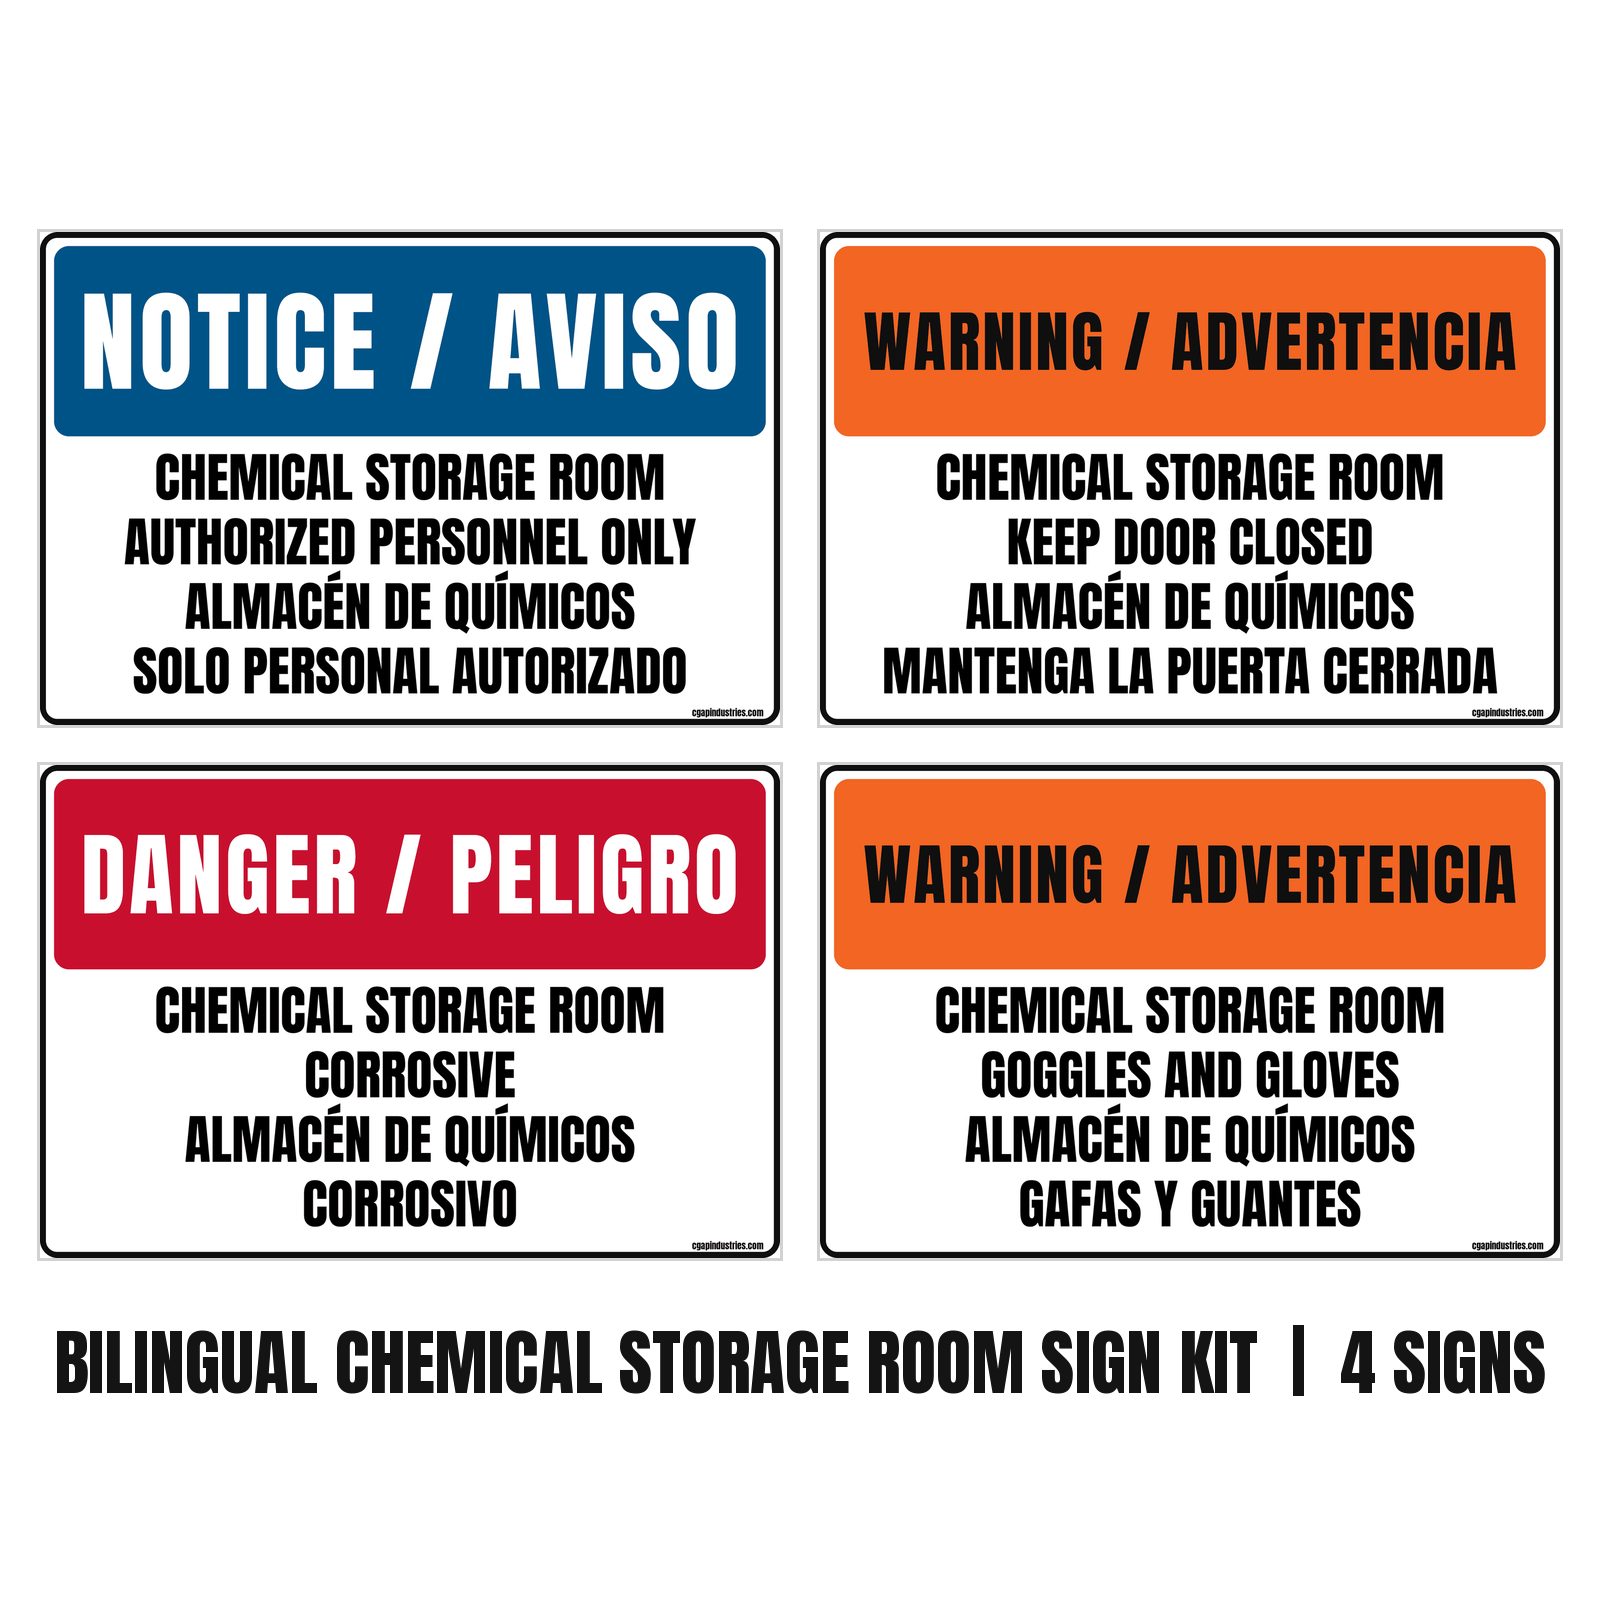 NOTICE / AVISO
CHEMICAL STORAGE ROOM
AUTHORIZED PERSONNEL ONLY
ALMACÉN DE QUÍMICOS
SOLO PERSONAL AUTORIZADO
cgapindustries.com
WARNING / ADVERTENCIA
CHEMICAL STORAGE ROOM
KEEP DOOR CLOSED
ALMACÉN DE QUÍMICOS
MANTENGA LA PUERTA CERRADA
cgapindustries.com
DANGER / PELIGRO
CHEMICAL STORAGE ROOM
CORROSIVE
ALMACÉN DE QUÍMICOS
CORROSIVO
cgapindustries.com
WARNING / ADVERTENCIA
CHEMICAL STORAGE ROOM
GOGGLES AND GLOVES
ALMACÉN DE QUÍMICOS
GAFAS Y GUANTES
cgapindustries.com
BILINGUAL CHEMICAL STORAGE ROOM SIGN KIT | 4 SIGNS